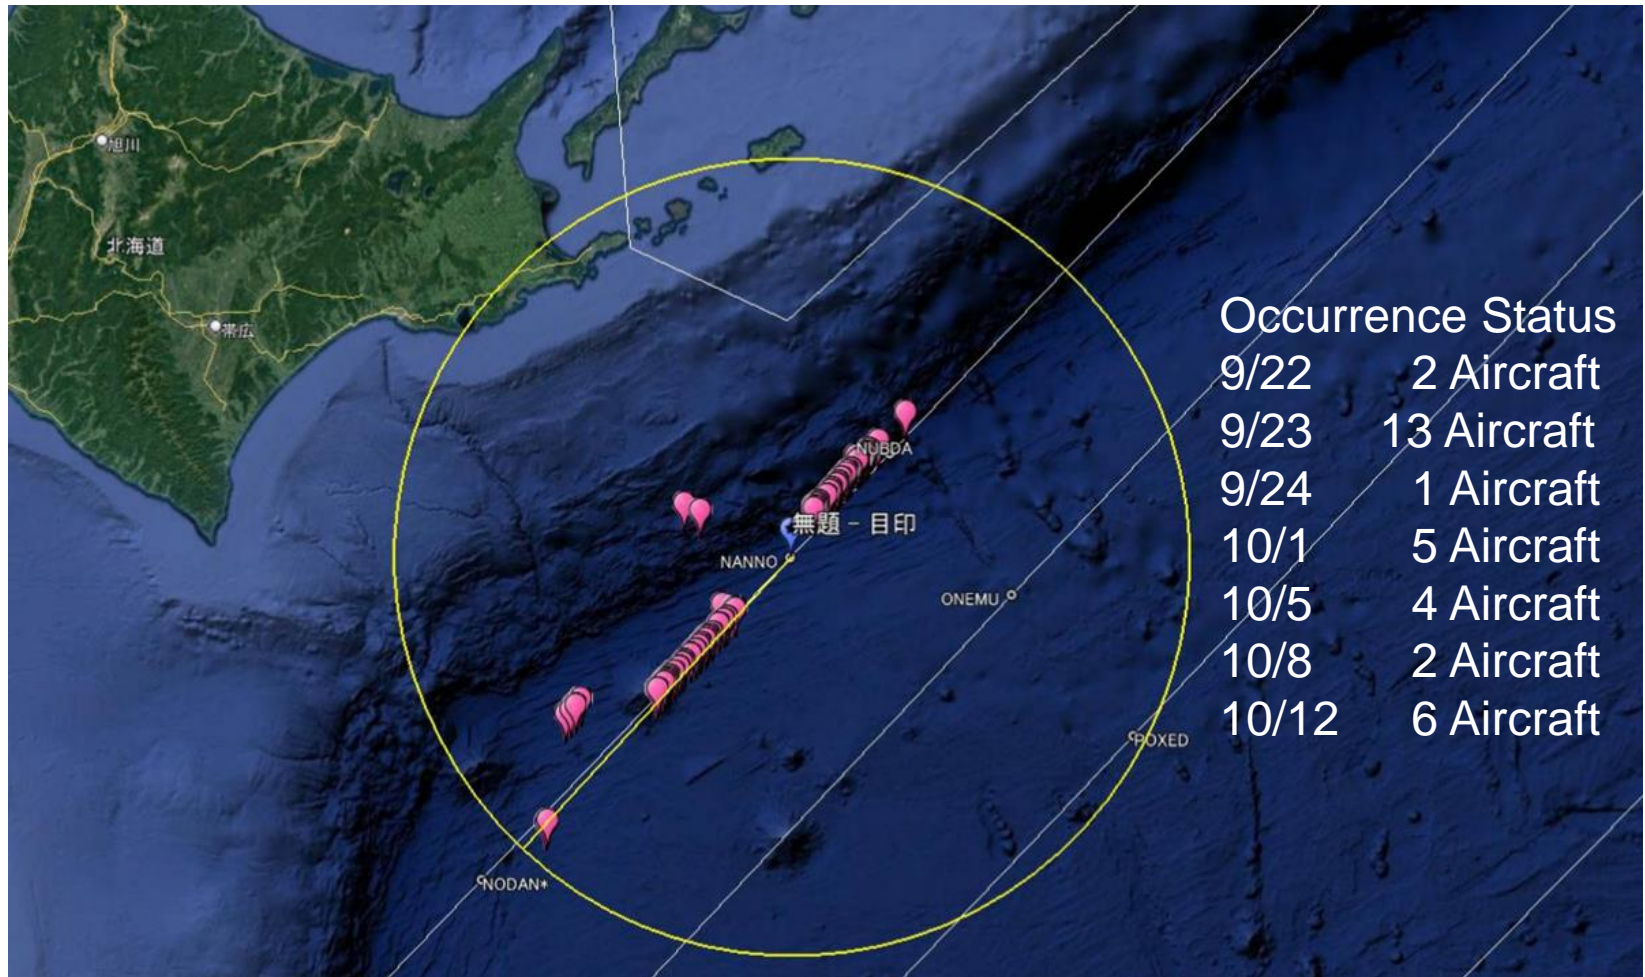 旭川
北海道
帯広
NUBDA
無題 – 目印
NANNO
ONEMU
POXED
NODAN*
Occurrence Status
9/22 2 Aircraft
9/23 13 Aircraft
9/24 1 Aircraft
10/1 5 Aircraft
10/5 4 Aircraft
10/8 2 Aircraft
10/12 6 Aircraft